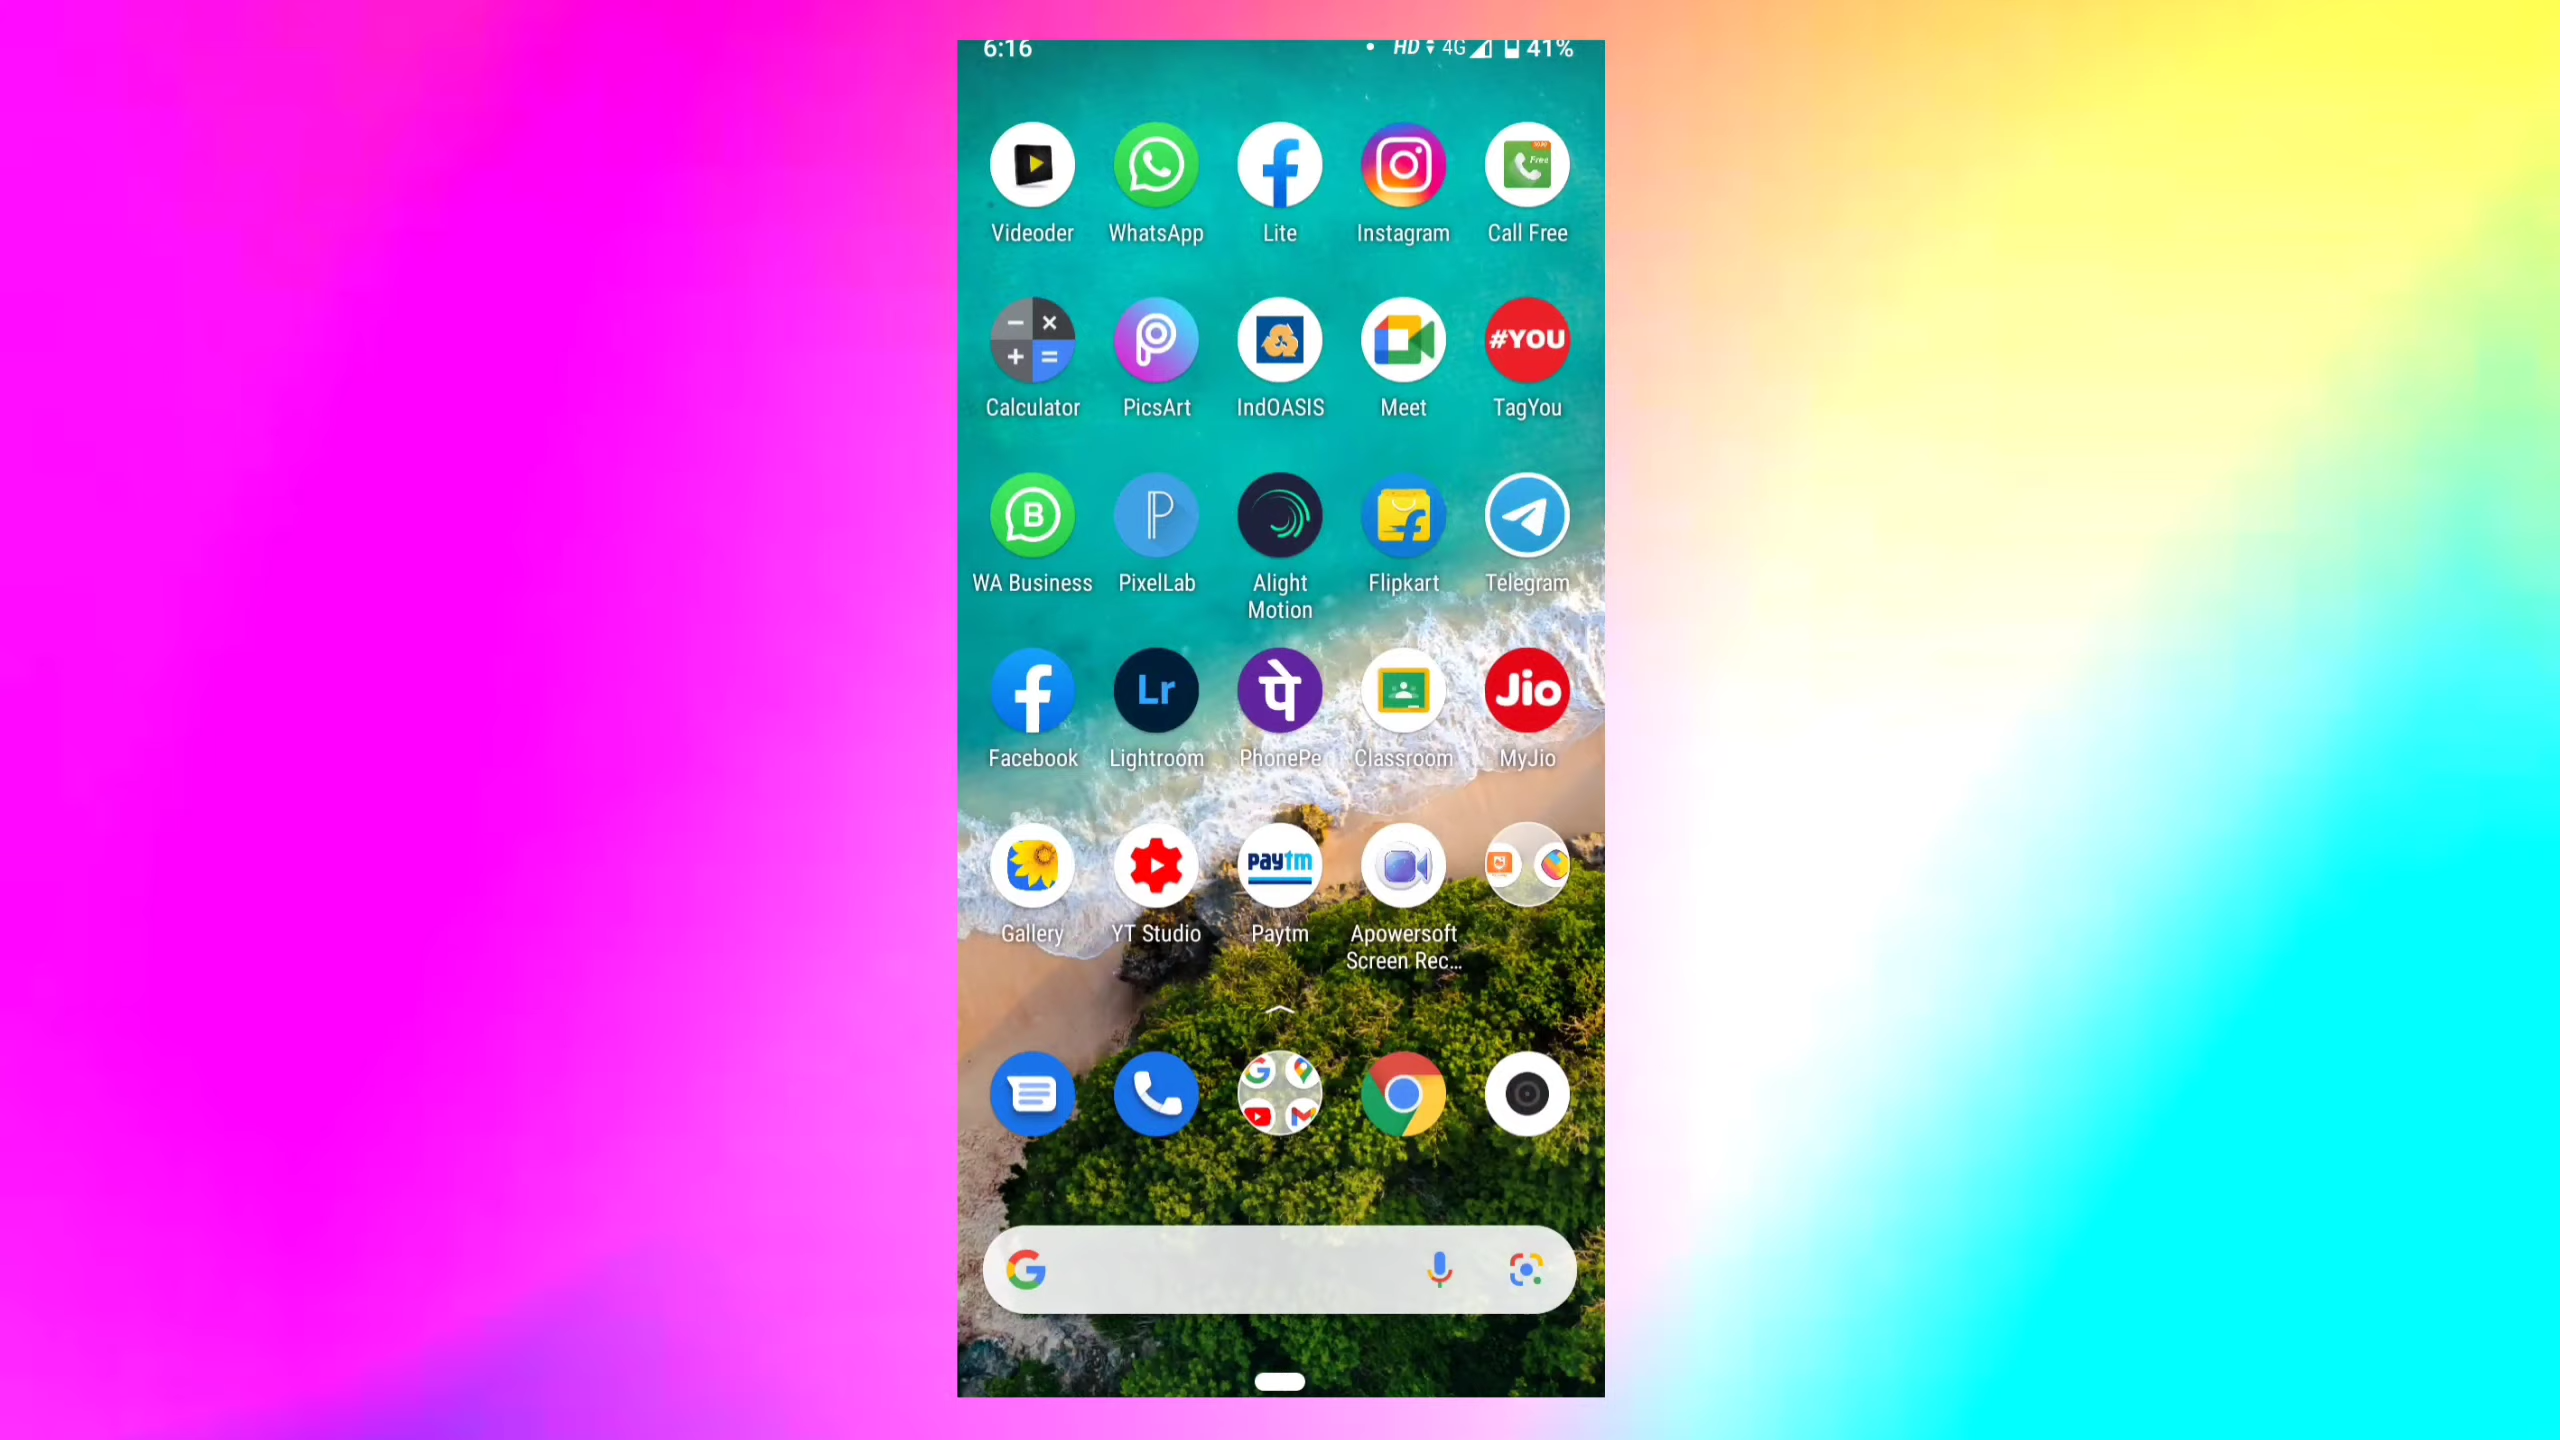 6:16 HD 4G 41%
Free
Videoder WhatsApp Lite Instagram Call Free
#YOU
Calculator PicsArt IndOASIS Meet TagYou
B P
WA Business PixelLab Alight Motion Flipkart Telegram
Lr पे Jio
Facebook Lightroom PhonePe Classroom MyJio
paytm
Gallery YT Studio Paytm Apowersoft Screen Rec...